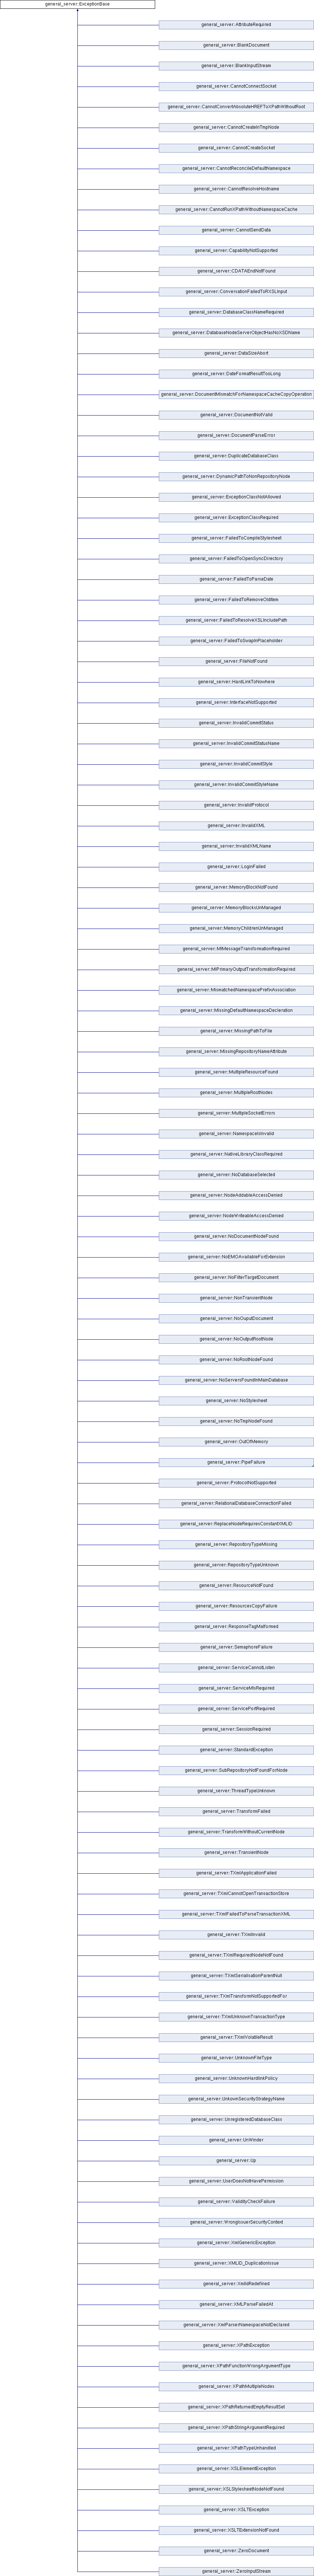 general_server::ExceptionBase
general_server::AttributeRequired
general_server::BlankDocument
general_server::BlankInputStream
general_server::CannotConnectSocket
general_server::CannotConvertAbsoluteHREFToXPathWithoutRoot
general_server::CannotCreateInTmpNode
general_server::CannotCreateSocket
general_server::CannotReconcileDefaultNamespace
general_server::CannotResolveHostname
general_server::CannotRunXPathWithoutNamespaceCache
general_server::CannotSendData
general_server::CapabilityNotSupported
general_server::CDATAEndNotFound
general_server::ConversationFailedToRXSLInput
general_server::DatabaseClassNameRequired
general_server::DatabaseNodeServerObjectHasNoXSDName
general_server::DataSizeAbort
general_server::DateFormatResultTooLong
general_server::DocumentMismatchForNamespaceCacheCopyOperation
general_server::DocumentNotValid
general_server::DocumentParseError
general_server::DuplicateDatabaseClass
general_server::DynamicPathToNonRepositoryNode
general_server::ExceptionClassNotAllowed
general_server::ExceptionClassRequired
general_server::FailedToCompileStylesheet
general_server::FailedToOpenSyncDirectory
general_server::FailedToParseDate
general_server::FailedToRemoveOldItem
general_server::FailedToResolveXSLIncludePath
general_server::FailedToSwapInPlaceholder
general_server::FileNotFound
general_server::HardLinkToNowhere
general_server::InterfaceNotSupported
general_server::InvalidCommitStatus
general_server::InvalidCommitStatusName
general_server::InvalidCommitStyle
general_server::InvalidCommitStyleName
general_server::InvalidProtocol
general_server::InvalidXML
general_server::InvalidXMLName
general_server::LoginFailed
general_server::MemoryBlockNotFound
general_server::MemoryBlocksUnManaged
general_server::MemoryChildrenUnManaged
general_server::MIMessageTransformationRequired
general_server::MIPrimaryOutputTransformationRequired
general_server::MismatchedNamespacePrefixAssociation
general_server::MissingDefaultNamespaceDecleration
general_server::MissingPathToFile
general_server::MissingRepositoryNameAttribute
general_server::MultipleResourceFound
general_server::MultipleRootNodes
general_server::MultipleSocketErrors
general_server::NamespaceIsInvalid
general_server::NativeLibraryClassRequired
general_server::NoDatabaseSelected
general_server::NodeAddableAccessDenied
general_server::NodeWriteableAccessDenied
general_server::NoDocumentNodeFound
general_server::NoEMOAvailableForExtension
general_server::NoFilterTargetDocument
general_server::NonTransientNode
general_server::NoOuputDocument
general_server::NoOutputRootNode
general_server::NoRootNodeFound
general_server::NoServersFoundInMainDatabase
general_server::NoStylesheet
general_server::NoTmpNodeFound
general_server::OutOfMemory
general_server::PipeFailure
general_server::ProtocolNotSupported
general_server::RelationalDatabaseConnectionFailed
general_server::ReplaceNodeRequiresConstantXMLID
general_server::RepositoryTypeMissing
general_server::RepositoryTypeUnknown
general_server::ResourceNotFound
general_server::ResourcesCopyFailure
general_server::ResponseTagMalformed
general_server::SemaphoreFailure
general_server::ServiceCannotListen
general_server::ServiceMIsRequired
general_server::ServicePortRequired
general_server::SessionRequired
general_server::StandardException
general_server::SubRepositoryNotFoundForNode
general_server::ThreadTypeUnknown
general_server::TransformFailed
general_server::TransformWithoutCurrentNode
general_server::TransientNode
general_server::TXmlApplicationFailed
general_server::TXmlCannotOpenTransactionStore
general_server::TXmlFailedToParseTransactionXML
general_server::TXmlInvalid
general_server::TXmlRequiredNodeNotFound
general_server::TXmlSerialisationParentNull
general_server::TXmlTransformNotSupportedFor
general_server::TXmlUnknownTransactionType
general_server::TXmlVolatileResult
general_server::UnknownFileType
general_server::UnknownHardlinkPolicy
general_server::UnkownSecurityStrategyName
general_server::UnregisteredDatabaseClass
general_server::UnWinder
general_server::Up
general_server::UserDoesNotHavePermission
general_server::ValidityCheckFailure
general_server::WrongIssuerSecurityContext
general_server::XmlGenericException
general_server::XMLID_DuplicationIssue
general_server::XmlIdRedefined
general_server::XMLParseFailedAt
general_server::XmlParserNamespaceNotDeclared
general_server::XPathException
general_server::XPathFunctionWrongArgumentType
general_server::XPathMultipleNodes
general_server::XPathReturnedEmptyResultSet
general_server::XPathStringArgumentRequired
general_server::XPathTypeUnhandled
general_server::XSLElementException
general_server::XSLStylesheetNodeNotFound
general_server::XSLTException
general_server::XSLTExtensionNotFound
general_server::ZeroDocument
general_server::ZeroInputStream